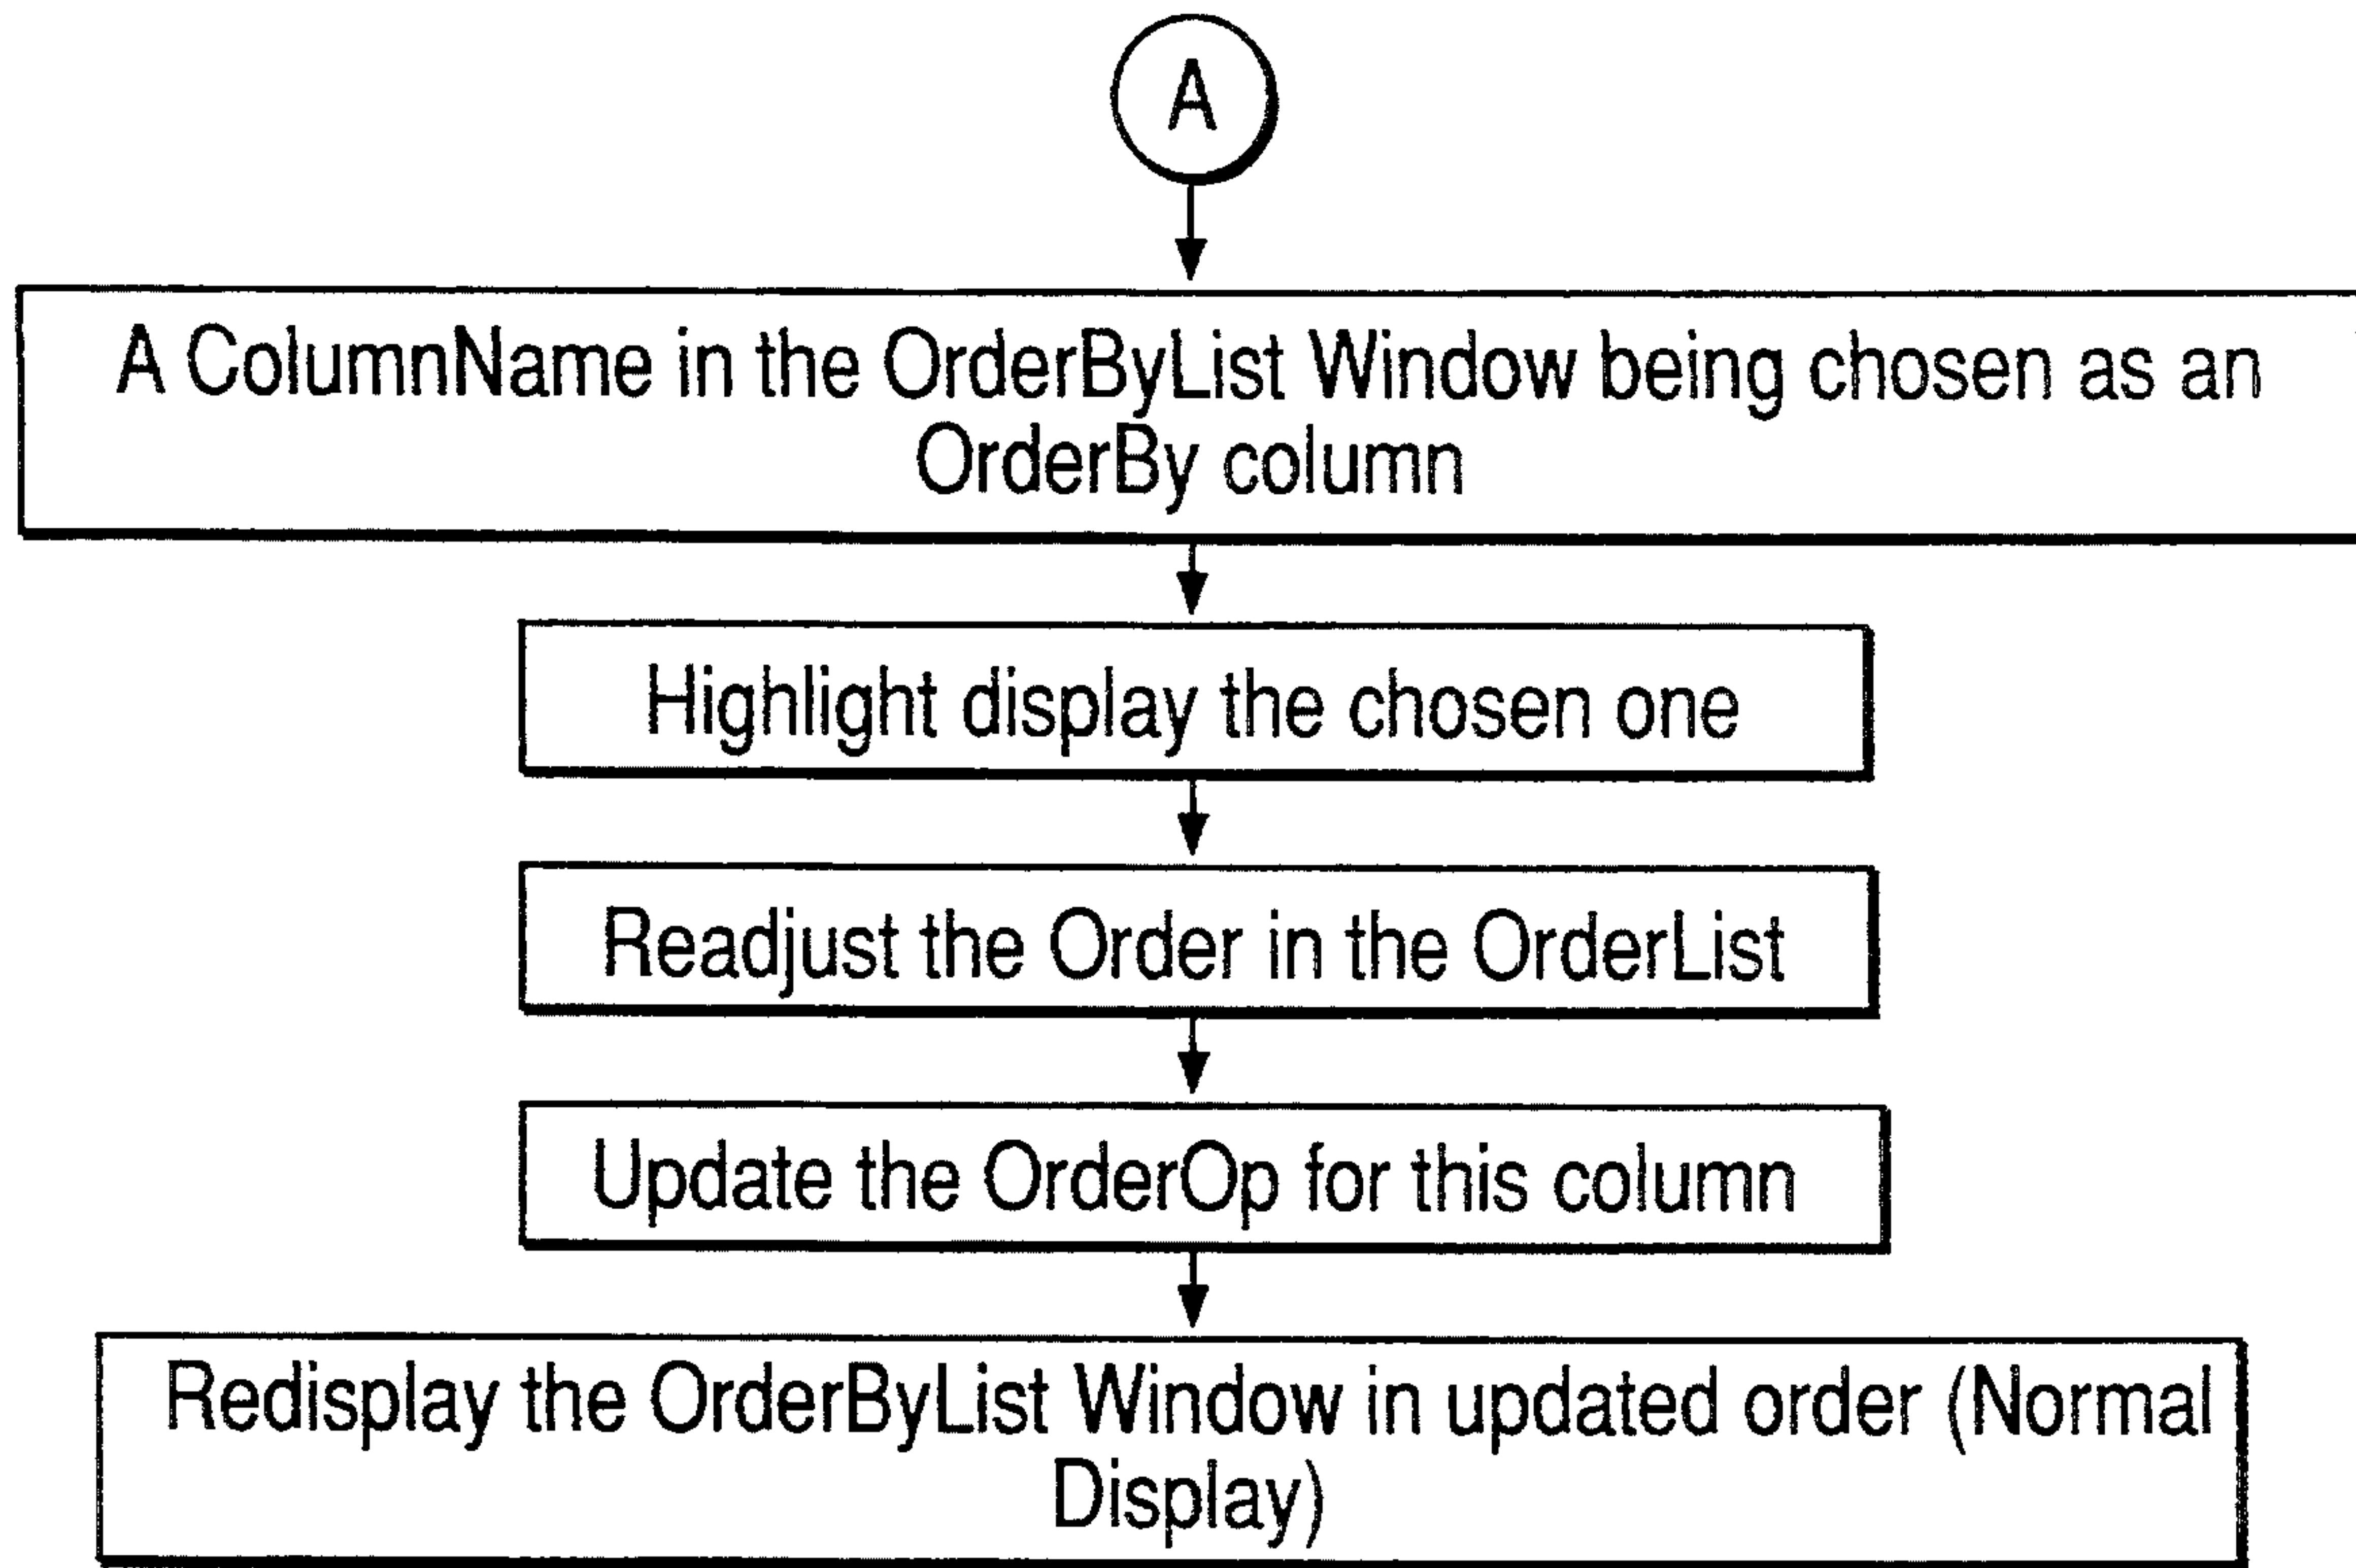 A
A ColumnName in the OrderByList Window being chosen as an
OrderBy column
Highlight display the chosen one
Readjust the Order in the OrderList
Update the OrderOp for this column
Redisplay the OrderByList Window in updated order (Normal
Display)